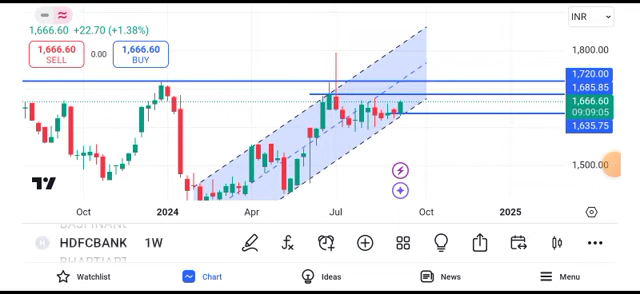 INR
1,666.60 +22.70 (+1.38%)
1,666.60 0.00 1,666.60
SELL BUY
1,800.00
1,720.00
1,685.85
1,666.60
09:09:05
1,635.75
1,500.00
Oct 2024 Apr Jul Oct 2025
HDFCBANK 1W
Watchlist Chart Ideas News Menu